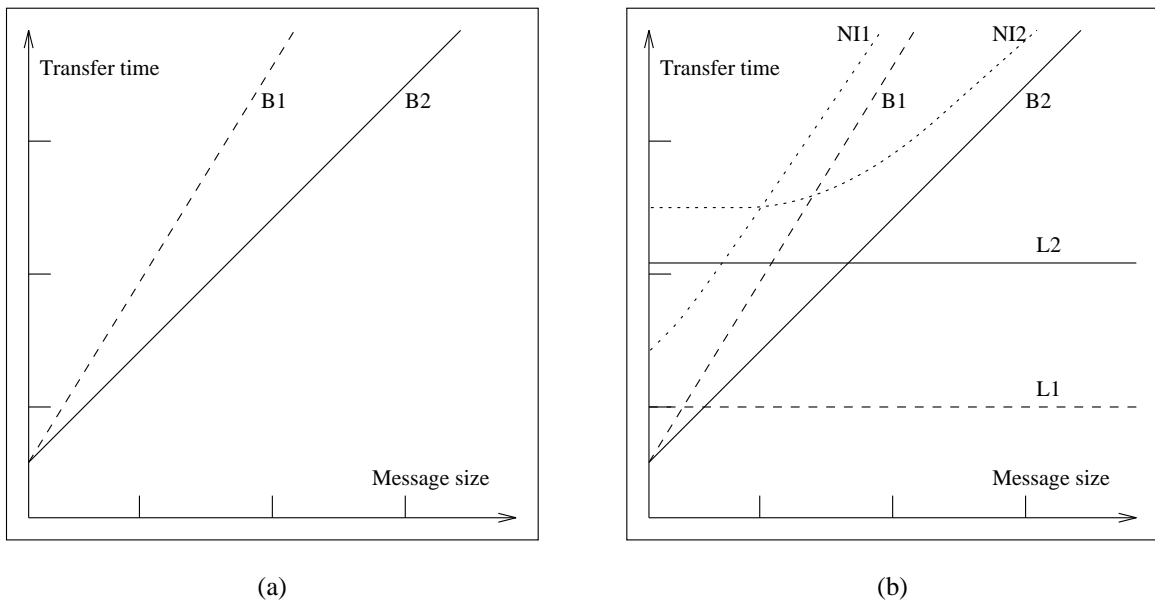 Transfer time
B1
B2
Message size
(a)
NI1
NI2
Transfer time
B1
B2
L2
L1
Message size
(b)